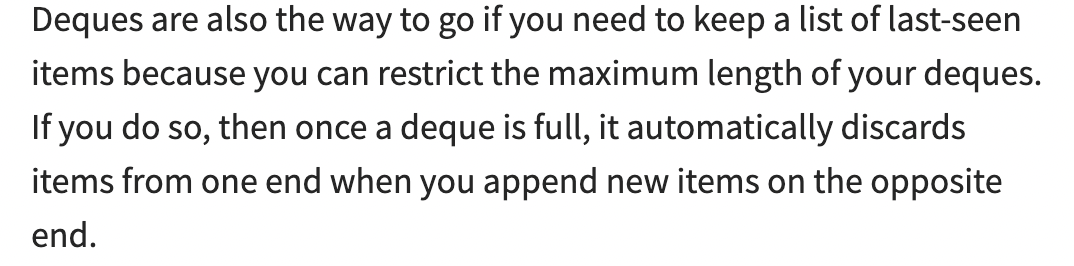 Deques are also the way to go if you need to keep a list of last-seen
items because you can restrict the maximum length of your deques.
If you do so, then once a deque is full, it automatically discards
items from one end when you append new items on the opposite
end.